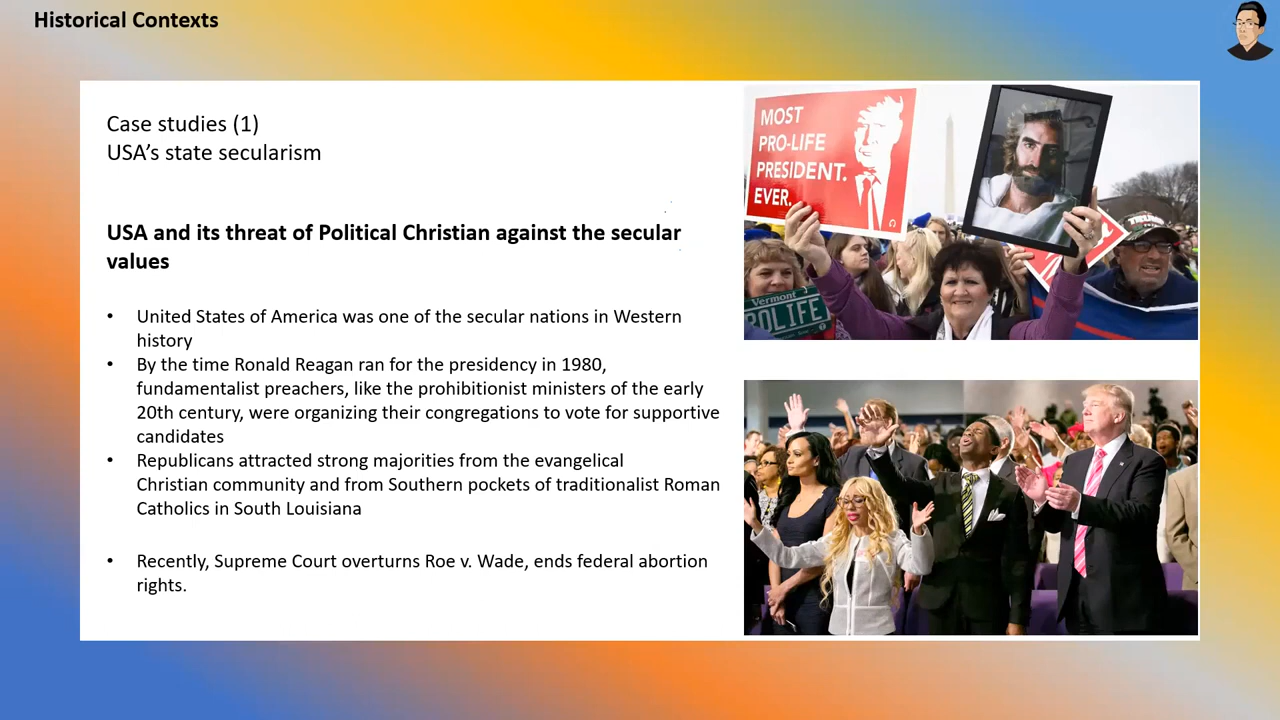 Historical Contexts
Case studies (1)
USA's state secularism
USA and its threat of Political Christian against the secular
values
• United States of America was one of the secular nations in Western
history
• By the time Ronald Reagan ran for the presidency in 1980,
fundamentalist preachers, like the prohibitionist ministers of the early
20th century, were organizing their congregations to vote for supportive
candidates
• Republicans attracted strong majorities from the evangelical
Christian community and from Southern pockets of traditionalist Roman
Catholics in South Louisiana
• Recently, Supreme Court overturns Roe v. Wade, ends federal abortion
rights.
MOST
PRO-LIFE
PRESIDENT.
EVER.
Vermont
OLIFE
TRUMP